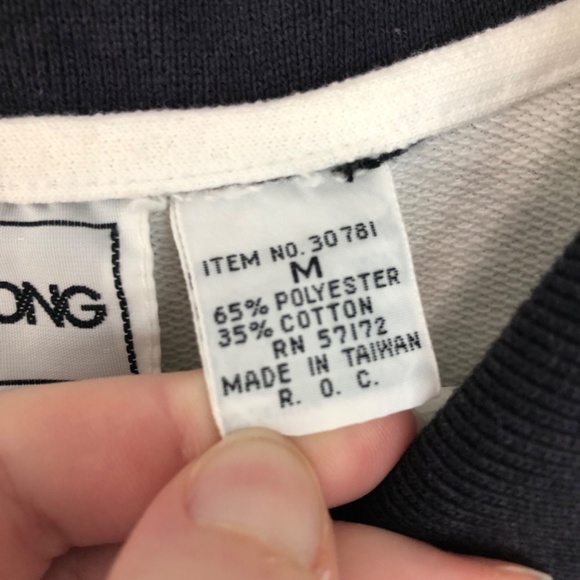 ONG
ITEM NO. 30781
M
65% POLYESTER
35% COTTON
RN 57172
MADE IN TAIWAN
R. O. C.